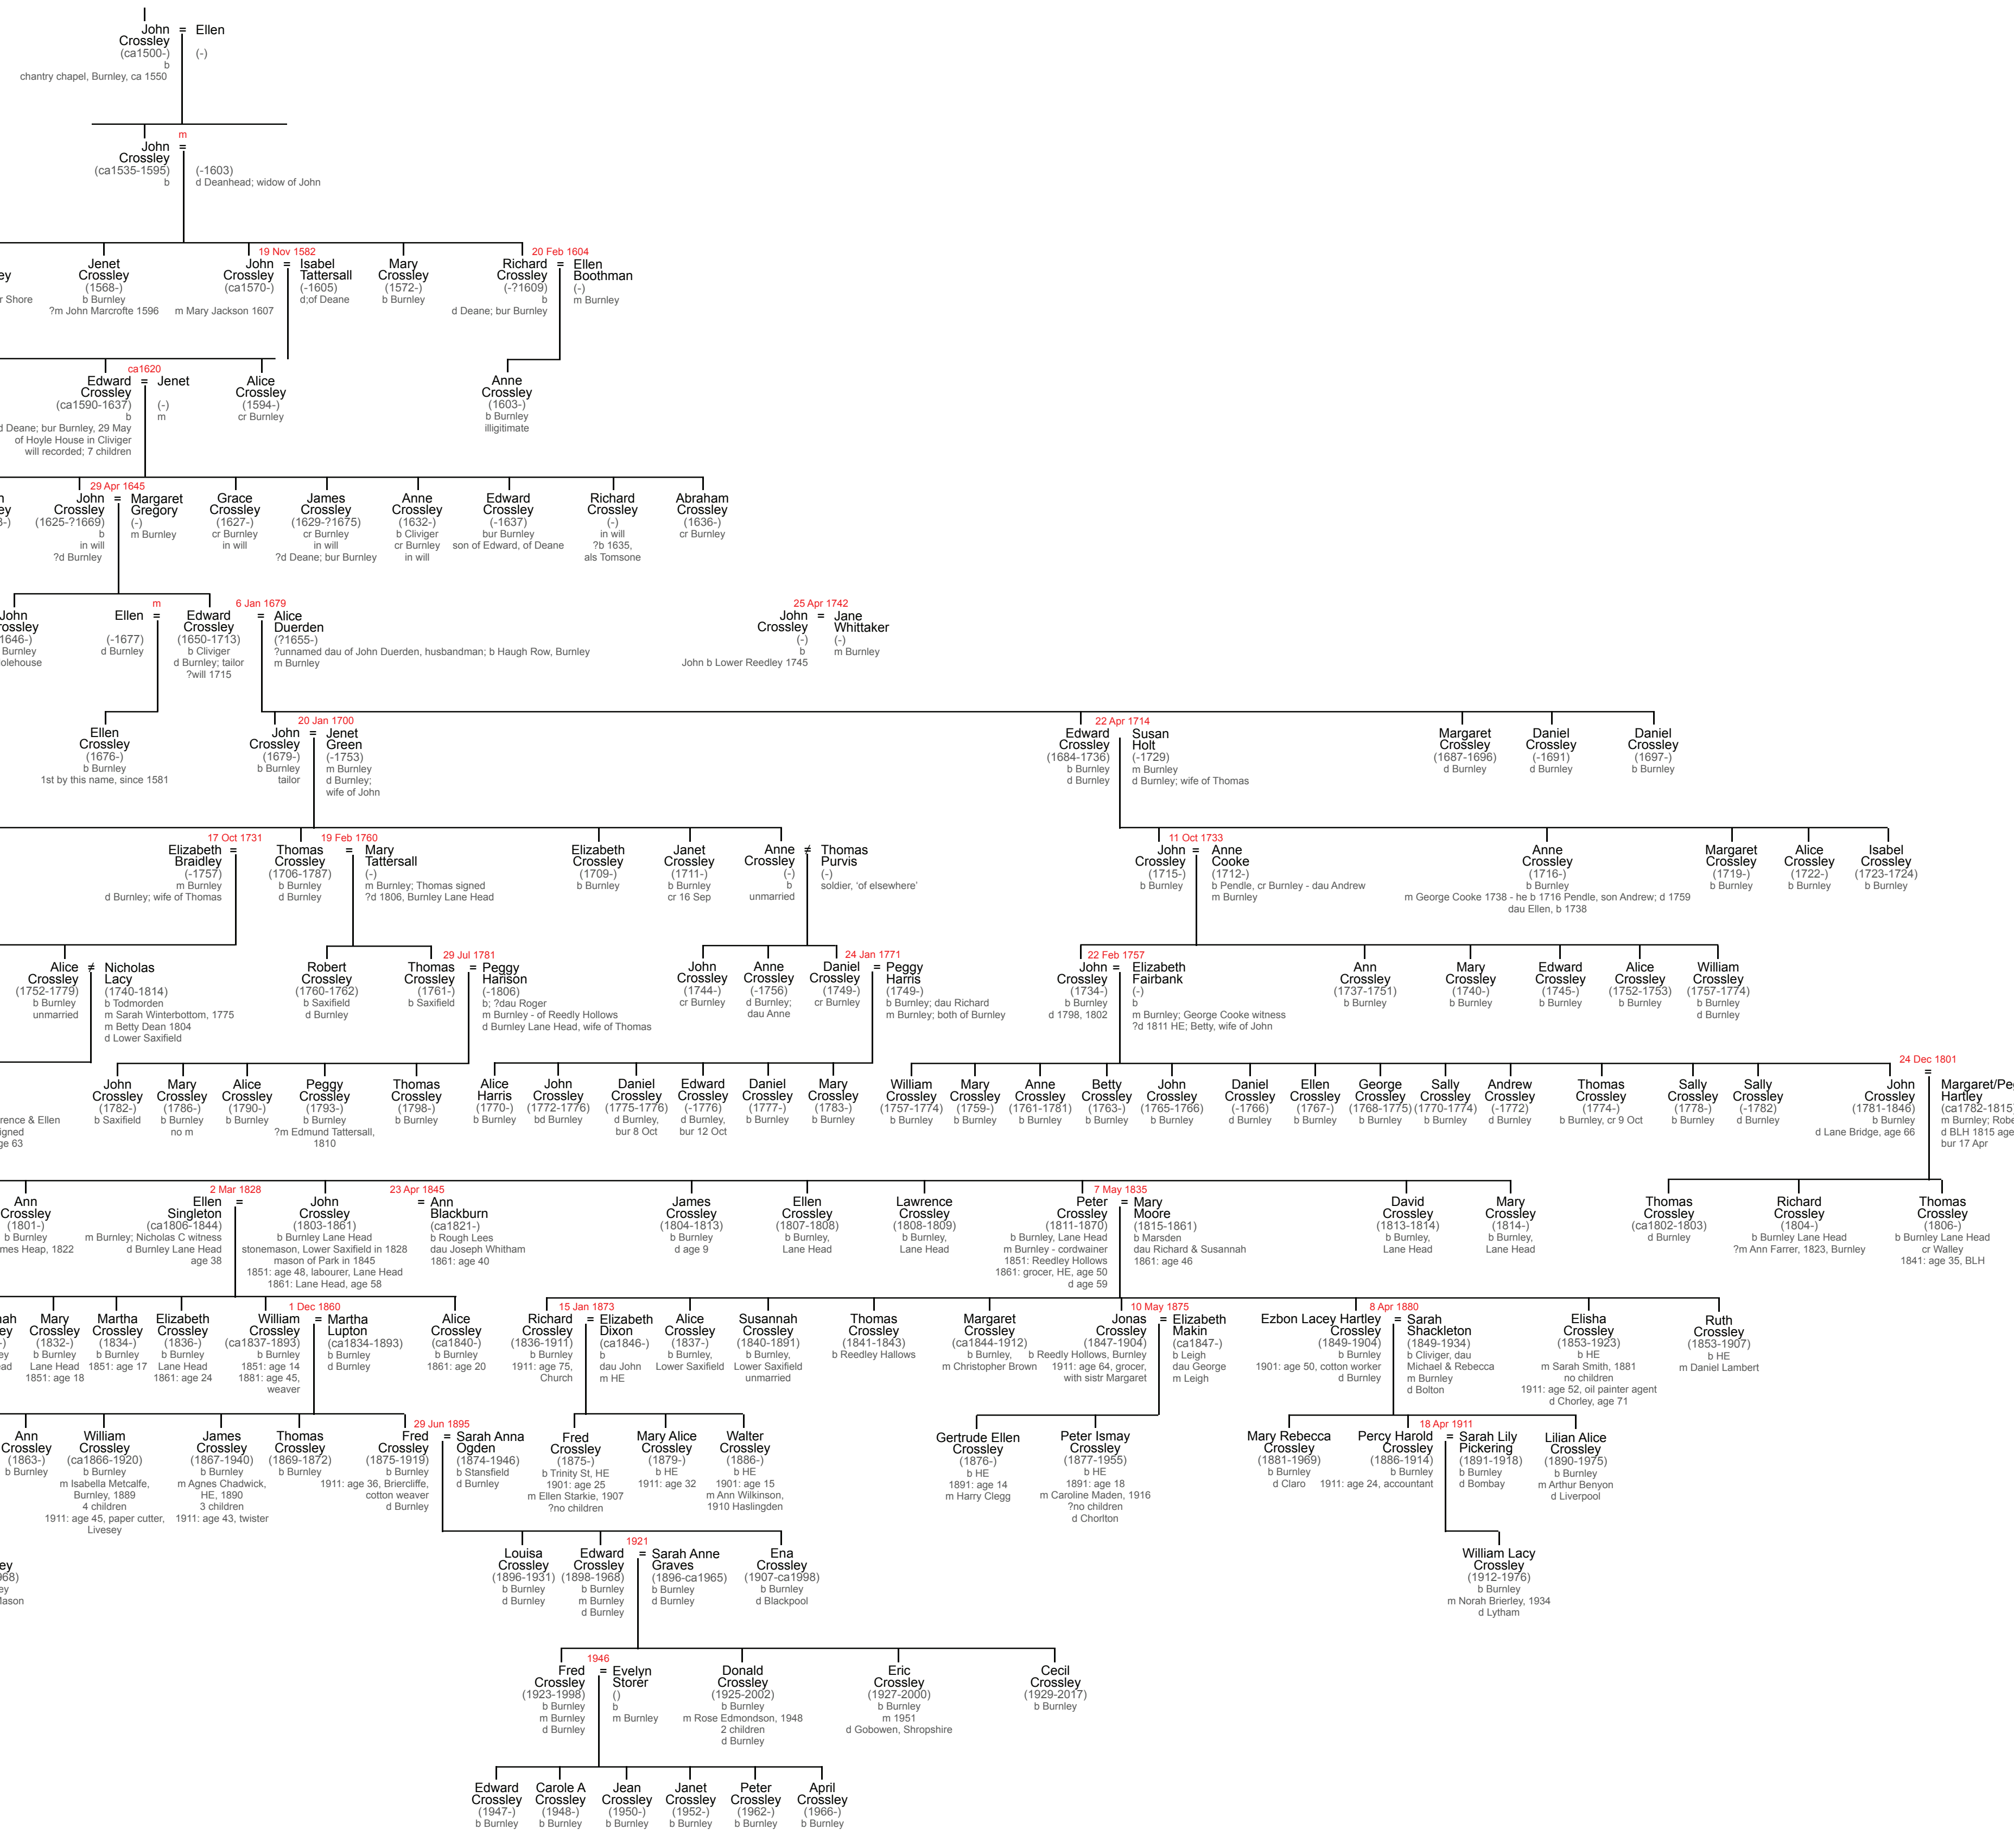 John = Ellen
Crossley
(ca1500-) (-)
b
chantry chapel, Burnley, ca 1550
m
John =
Crossley
(ca1535-1595) (-1603)
b d Deanhead; widow of John
ey
r Shore
Jenet
Crossley
(1568-)
b Burnley
?m John Marcrofte 1596
19 Nov 1582
John = Isabel
Crossley Tattersall
(ca1570-) (-1605)
d;of Deane
m Mary Jackson 1607
Mary
Crossley
(1572-)
b Burnley
20 Feb 1604
Richard = Ellen
Crossley Boothman
(-?1609) (-)
b m Burnley
d Deane; bur Burnley
ca1620
Edward = Jenet
Crossley
(ca1590-1637) (-)
b m
d Deane; bur Burnley, 29 May
of Hoyle House in Cliviger
will recorded; 7 children
Alice
Crossley
(1594-)
cr Burnley
Anne
Crossley
(1603-)
b Burnley
illigitimate
n
ey
3-)
29 Apr 1645
John = Margaret
Crossley Gregory
(1625-?1669) (-)
b m Burnley
in will
?d Burnley
Grace
Crossley
(1627-)
cr Burnley
in will
James
Crossley
(1629-?1675)
cr Burnley
in will
?d Deane; bur Burnley
Anne
Crossley
(1632-)
b Cliviger
cr Burnley
in will
Edward
Crossley
(-1637)
bur Burnley
son of Edward, of Deane
Richard
Crossley
(-)
in will
?b 1635,
als Tomsone
Abraham
Crossley
(1636-)
cr Burnley
John
rossley
1646-)
Burnley
olehouse
m
Ellen =
(-1677)
d Burnley
6 Jan 1679
Edward = Alice
Crossley Duerden
(1650-1713) (?1655-)
b Cliviger ?unnamed dau of John Duerden, husbandman; b Haugh Row, Burnley
d Burnley; tailor m Burnley
?will 1715
25 Apr 1742
John = Jane
Crossley Whittaker
(-) (-)
b m Burnley
John b Lower Reedley 1745
Ellen
Crossley
(1676-)
b Burnley
1st by this name, since 1581
20 Jan 1700
John = Jenet
Crossley Green
(1679-) (-1753)
b Burnley m Burnley
tailor d Burnley;
wife of John
22 Apr 1714
Edward Susan
Crossley Holt
(1684-1736) (-1729)
b Burnley m Burnley
d Burnley d Burnley; wife of Thomas
Margaret
Crossley
(1687-1696)
d Burnley
Daniel
Crossley
(-1691)
d Burnley
Daniel
Crossley
(1697-)
b Burnley
17 Oct 1731
Elizabeth =
Braidley
(-1757)
m Burnley
d Burnley; wife of Thomas
19 Feb 1760
Thomas = Mary
Crossley Tattersall
(1706-1787) (-)
b Burnley m Burnley; Thomas signed
d Burnley ?d 1806, Burnley Lane Head
Elizabeth
Crossley
(1709-)
b Burnley
Janet
Crossley
(1711-)
b Burnley
cr 16 Sep
Anne ≠ Thomas
Crossley Purvis
(-) (-)
b soldier, ‘of elsewhere’
unmarried
11 Oct 1733
John = Anne
Crossley Cooke
(1715-) (1712-)
b Burnley b Pendle, cr Burnley - dau Andrew
m Burnley
Anne
Crossley
(1716-)
b Burnley
m George Cooke 1738 - he b 1716 Pendle, son Andrew; d 1759
dau Ellen, b 1738
Margaret
Crossley
(1719-)
b Burnley
Alice
Crossley
(1722-)
b Burnley
Isabel
Crossley
(1723-1724)
b Burnley
Alice ≠ Nicholas
Crossley Lacy
(1752-1779) (1740-1814)
b Burnley b Todmorden
unmarried m Sarah Winterbottom, 1775
m Betty Dean 1804
d Lower Saxifield
Robert
Crossley
(1760-1762)
b Saxifield
d Burnley
29 Jul 1781
Thomas = Peggy
Crossley Harison
(1761-) (-1806)
b Saxifield b; ?dau Roger
m Burnley - of Reedly Hollows
d Burnley Lane Head, wife of Thomas
John
Crossley
(1744-)
cr Burnley
Anne
Crossley
(-1756)
d Burnley;
dau Anne
24 Jan 1771
Daniel = Peggy
Crossley Harris
(1749-) (1749-)
cr Burnley b Burnley; dau Richard
m Burnley; both of Burnley
22 Feb 1757
John = Elizabeth
Crossley Fairbank
(1734-) (-)
b Burnley b
d 1798, 1802 m Burnley; George Cooke witness
?d 1811 HE; Betty, wife of John
Ann
Crossley
(1737-1751)
b Burnley
Mary
Crossley
(1740-)
b Burnley
Edward
Crossley
(1745-)
b Burnley
Alice
Crossley
(1752-1753)
b Burnley
William
Crossley
(1757-1774)
b Burnley
d Burnley
rence & Ellen
igned
ge 63
John
Crossley
(1782-)
b Saxifield
Mary
Crossley
(1786-)
b Burnley
no m
Alice
Crossley
(1790-)
b Burnley
Peggy
Crossley
(1793-)
b Burnley
?m Edmund Tattersall,
1810
Thomas
Crossley
(1798-)
b Burnley
Alice
Harris
(1770-)
b Burnley
John
Crossley
(1772-1776)
bd Burnley
Daniel
Crossley
(1775-1776)
d Burnley,
bur 8 Oct
Edward
Crossley
(-1776)
d Burnley,
bur 12 Oct
Daniel
Crossley
(1777-)
b Burnley
Mary
Crossley
(1783-)
b Burnley
William
Crossley
(1757-1774)
b Burnley
Mary
Crossley
(1759-)
b Burnley
Anne
Crossley
(1761-1781)
b Burnley
Betty
Crossley
(1763-)
b Burnley
John
Crossley
(1765-1766)
b Burnley
Daniel
Crossley
(-1766)
d Burnley
Ellen
Crossley
(1767-)
b Burnley
George
Crossley
(1768-1775)
b Burnley
Sally
Crossley
(1770-1774)
b Burnley
Andrew
Crossley
(-1772)
d Burnley
Thomas
Crossley
(1774-)
b Burnley, cr 9 Oct
Sally
Crossley
(1778-)
b Burnley
Sally
Crossley
(-1782)
d Burnley
24 Dec 1801
=
John Margaret/Pe
Crossley Hartley
(1781-1846) (ca1782-1815
b Burnley m Burnley; Robe
d Lane Bridge, age 66 d BLH 1815 age
bur 17 Apr
Ann
Crossley
(1801-)
b Burnley
mes Heap, 1822
2 Mar 1828
Ellen =
Singleton
(ca1806-1844)
m Burnley; Nicholas C witness
d Burnley Lane Head
age 38
John
Crossley
(1803-1861)
b Burnley Lane Head
stonemason, Lower Saxifield in 1828
mason of Park in 1845
1851: age 48, labourer, Lane Head
1861: Lane Head, age 58
23 Apr 1845
= Ann
Blackburn
(ca1821-)
b Rough Lees
dau Joseph Whitham
1861: age 40
James
Crossley
(1804-1813)
b Burnley
d age 9
Ellen
Crossley
(1807-1808)
b Burnley,
Lane Head
Lawrence
Crossley
(1808-1809)
b Burnley,
Lane Head
7 May 1835
Peter = Mary
Crossley Moore
(1811-1870) (1815-1861)
b Burnley, Lane Head b Marsden
m Burnley - cordwainer dau Richard & Susannah
1851: Reedley Hollows 1861: age 46
1861: grocer, HE, age 50
d age 59
David
Crossley
(1813-1814)
b Burnley,
Lane Head
Mary
Crossley
(1814-)
b Burnley,
Lane Head
Thomas
Crossley
(ca1802-1803)
d Burnley
Richard
Crossley
(1804-)
b Burnley Lane Head
?m Ann Farrer, 1823, Burnley
Thomas
Crossley
(1806-)
b Burnley Lane Head
cr Walley
1841: age 35, BLH
nah
ey
-)
ley
ead
Mary
Crossley
(1832-)
b Burnley
Lane Head
1851: age 18
Martha
Crossley
(1834-)
b Burnley
1851: age 17
Elizabeth
Crossley
(1836-)
b Burnley
Lane Head
1861: age 24
1 Dec 1860
William = Martha
Crossley Lupton
(ca1837-1893) (ca1834-1893)
b Burnley b Burnley
1851: age 14 d Burnley
1881: age 45,
weaver
Alice
Crossley
(ca1840-)
b Burnley
1861: age 20
15 Jan 1873
Richard = Elizabeth
Crossley Dixon
(1836-1911) (ca1846-)
b Burnley b
1911: age 75, dau John
Church m HE
Alice
Crossley
(1837-)
b Burnley,
Lower Saxifield
Susannah
Crossley
(1840-1891)
b Burnley,
Lower Saxifield
unmarried
Thomas
Crossley
(1841-1843)
b Reedley Hallows
Margaret
Crossley
(ca1844-1912)
b Burnley,
m Christopher Brown
10 May 1875
Jonas = Elizabeth
Crossley Makin
(1847-1904) (ca1847-)
b Reedley Hollows, Burnley b Leigh
1911: age 64, grocer, dau George
with sistr Margaret m Leigh
8 Apr 1880
Ezbon Lacey Hartley = Sarah
Crossley Shackleton
(1849-1904) (1849-1934)
b Burnley b Cliviger, dau
1901: age 50, cotton worker Michael & Rebecca
d Burnley m Burnley
d Bolton
Elisha
Crossley
(1853-1923)
b HE
m Sarah Smith, 1881
no children
1911: age 52, oil painter agent
d Chorley, age 71
Ruth
Crossley
(1853-1907)
b HE
m Daniel Lambert
Ann
Crossley
(1863-)
b Burnley
William
Crossley
(ca1866-1920)
b Burnley
m Isabella Metcalfe,
Burnley, 1889
4 children
1911: age 45, paper cutter,
Livesey
James
Crossley
(1867-1940)
b Burnley
m Agnes Chadwick,
HE, 1890
3 children
1911: age 43, twister
Thomas
Crossley
(1869-1872)
b Burnley
29 Jun 1895
Fred = Sarah Anna
Crossley Ogden
(1875-1919) (1874-1946)
b Burnley b Stansfield
1911: age 36, Briercliffe, d Burnley
cotton weaver
d Burnley
Fred
Crossley
(1875-)
b Trinity St, HE
1901: age 25
m Ellen Starkie, 1907
?no children
Mary Alice
Crossley
(1879-)
b HE
1911: age 32
Walter
Crossley
(1886-)
b HE
1901: age 15
m Ann Wilkinson,
1910 Haslingden
Gertrude Ellen
Crossley
(1876-)
b HE
1891: age 14
m Harry Clegg
Peter Ismay
Crossley
(1877-1955)
b HE
1891: age 18
m Caroline Maden, 1916
?no children
d Chorlton
Mary Rebecca
Crossley
(1881-1969)
b Burnley
d Claro
18 Apr 1911
Percy Harold = Sarah Lily
Crossley Pickering
(1886-1914) (1891-1918)
b Burnley b Burnley
1911: age 24, accountant d Bombay
Lilian Alice
Crossley
(1890-1975)
b Burnley
m Arthur Benyon
d Liverpool
ey
968)
ey
Mason
Louisa
Crossley
(1896-1931)
b Burnley
d Burnley
1921
Edward = Sarah Anne
Crossley Graves
(1898-1968) (1896-ca1965)
b Burnley b Burnley
m Burnley d Burnley
d Burnley
Ena
Crossley
(1907-ca1998)
b Burnley
d Blackpool
William Lacy
Crossley
(1912-1976)
b Burnley
m Norah Brierley, 1934
d Lytham
1946
Fred = Evelyn
Crossley Storer
(1923-1998) ()
b Burnley b
m Burnley m Burnley
d Burnley
Donald
Crossley
(1925-2002)
b Burnley
m Rose Edmondson, 1948
2 children
d Burnley
Eric
Crossley
(1927-2000)
b Burnley
m 1951
d Gobowen, Shropshire
Cecil
Crossley
(1929-2017)
b Burnley
Edward
Crossley
(1947-)
b Burnley
Carole A
Crossley
(1948-)
b Burnley
Jean
Crossley
(1950-)
b Burnley
Janet
Crossley
(1952-)
b Burnley
Peter
Crossley
(1962-)
b Burnley
April
Crossley
(1966-)
b Burnley